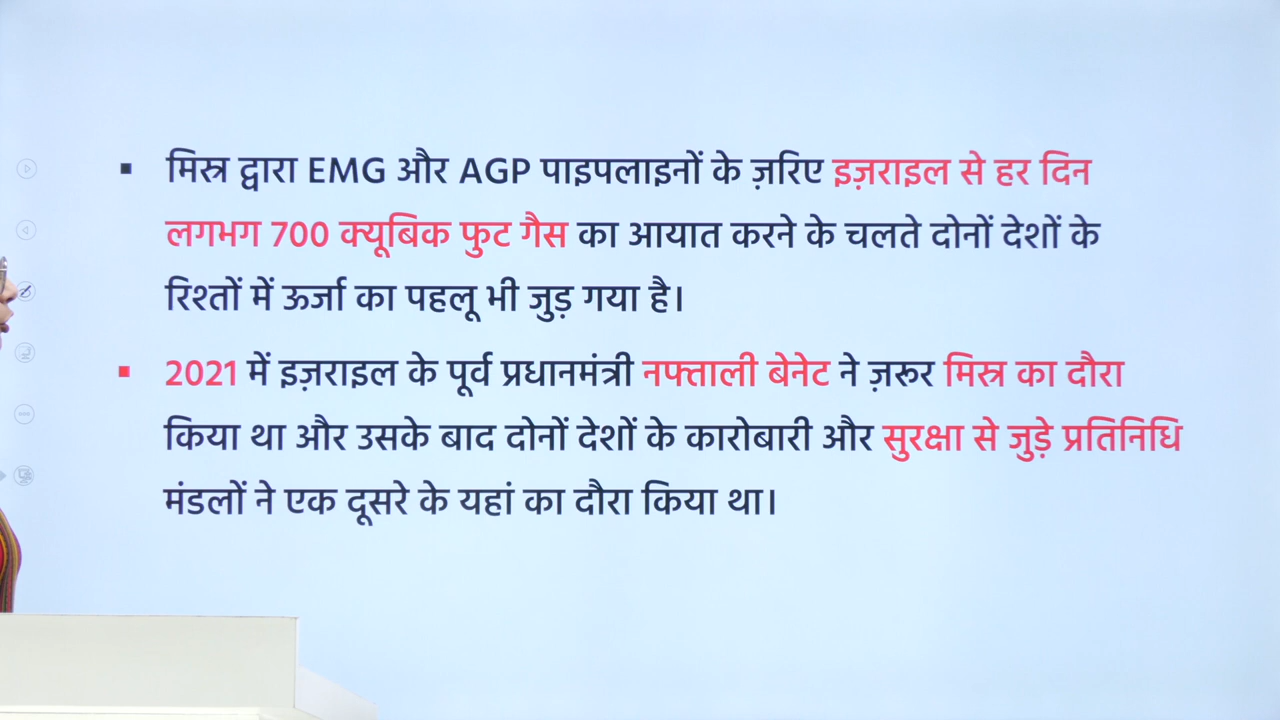 ▪ मिस्र द्वारा EMG और AGP पाइपलाइनों के ज़रिए इज़राइल से हर दिन
लगभग 700 क्यूबिक फुट गैस का आयात करने के चलते दोनों देशों के
रिश्तों में ऊर्जा का पहलू भी जुड़ गया है।
▪ 2021 में इज़राइल के पूर्व प्रधानमंत्री नफ्ताली बेनेट ने ज़रूर मिस्र का दौरा
किया था और उसके बाद दोनों देशों के कारोबारी और सुरक्षा से जुड़े प्रतिनिधि
मंडलों ने एक दूसरे के यहां का दौरा किया था।